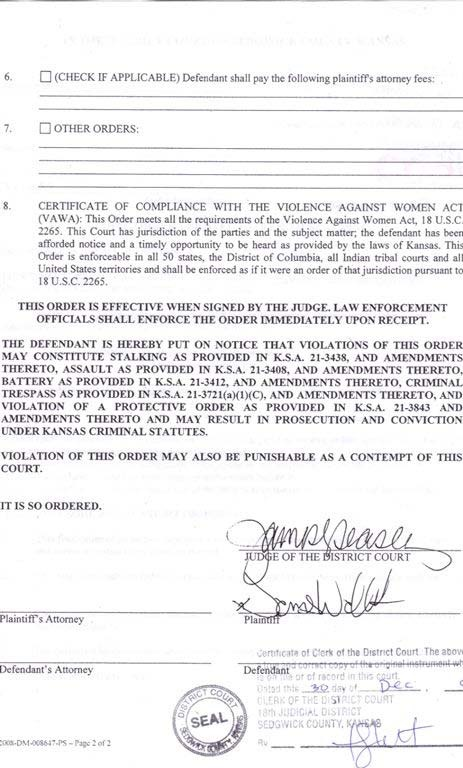 6. (CHECK IF APPLICABLE) Defendant shall pay the following plaintiff's attorney fees:
7. OTHER ORDERS:
8. CERTIFICATE OF COMPLIANCE WITH THE VIOLENCE AGAINST WOMEN ACT
(VAWA): This Order meets all the requirements of the Violence Against Women Act, 18 U.S.C.
2265. This Court has jurisdiction of the parties and the subject matter; the defendant has been
afforded notice and a timely opportunity to be heard as provided by the laws of Kansas. This
Order is enforceable in all 50 states, the District of Columbia, all Indian tribal courts and all
United States territories and shall be enforced as if it were an order of that jurisdiction pursuant to
18 U.S.C. 2265.
THIS ORDER IS EFFECTIVE WHEN SIGNED BY THE JUDGE. LAW ENFORCEMENT
OFFICIALS SHALL ENFORCE THE ORDER IMMEDIATELY UPON RECEIPT.
THE DEFENDANT IS HEREBY PUT ON NOTICE THAT VIOLATIONS OF THIS ORDER
MAY CONSTITUTE STALKING AS PROVIDED IN K.S.A. 21-3438, AND AMENDMENTS
THERETO, ASSAULT AS PROVIDED IN K.S.A. 21-3408, AND AMENDMENTS THERETO,
BATTERY AS PROVIDED IN K.S.A. 21-3412, AND AMENDMENTS THERETO, CRIMINAL
TRESPASS AS PROVIDED IN K.S.A. 21-3721(a)(1)(C), AND AMENDMENTS THERETO, AND
VIOLATION OF A PROTECTIVE ORDER AS PROVIDED IN K.S.A. 21-3843 AND
AMENDMENTS THERETO AND MAY RESULT IN PROSECUTION AND CONVICTION
UNDER KANSAS CRIMINAL STATUTES.
VIOLATION OF THIS ORDER MAY ALSO BE PUNISHABLE AS A CONTEMPT OF THIS
COURT.
IT IS SO ORDERED.
JUDGE OF THE DISTRICT COURT
Plaintiff's Attorney
Plaintiff
Defendant's Attorney
Defendant
Certificate of Clerk of the District Court. The above
is a true and correct copy of the original instrument wh
is on file or of record in this court.
Dated this 30 day of Dec,
CLERK OF THE DISTRICT COURT
18th JUDICIAL DISTRICT
SEDGWICK COUNTY, KANSAS
By
DISTRICT COURT
SEAL
SEDGWICK COUNTY, KANSAS
2008-DM-008647-PS – Page 2 of 2